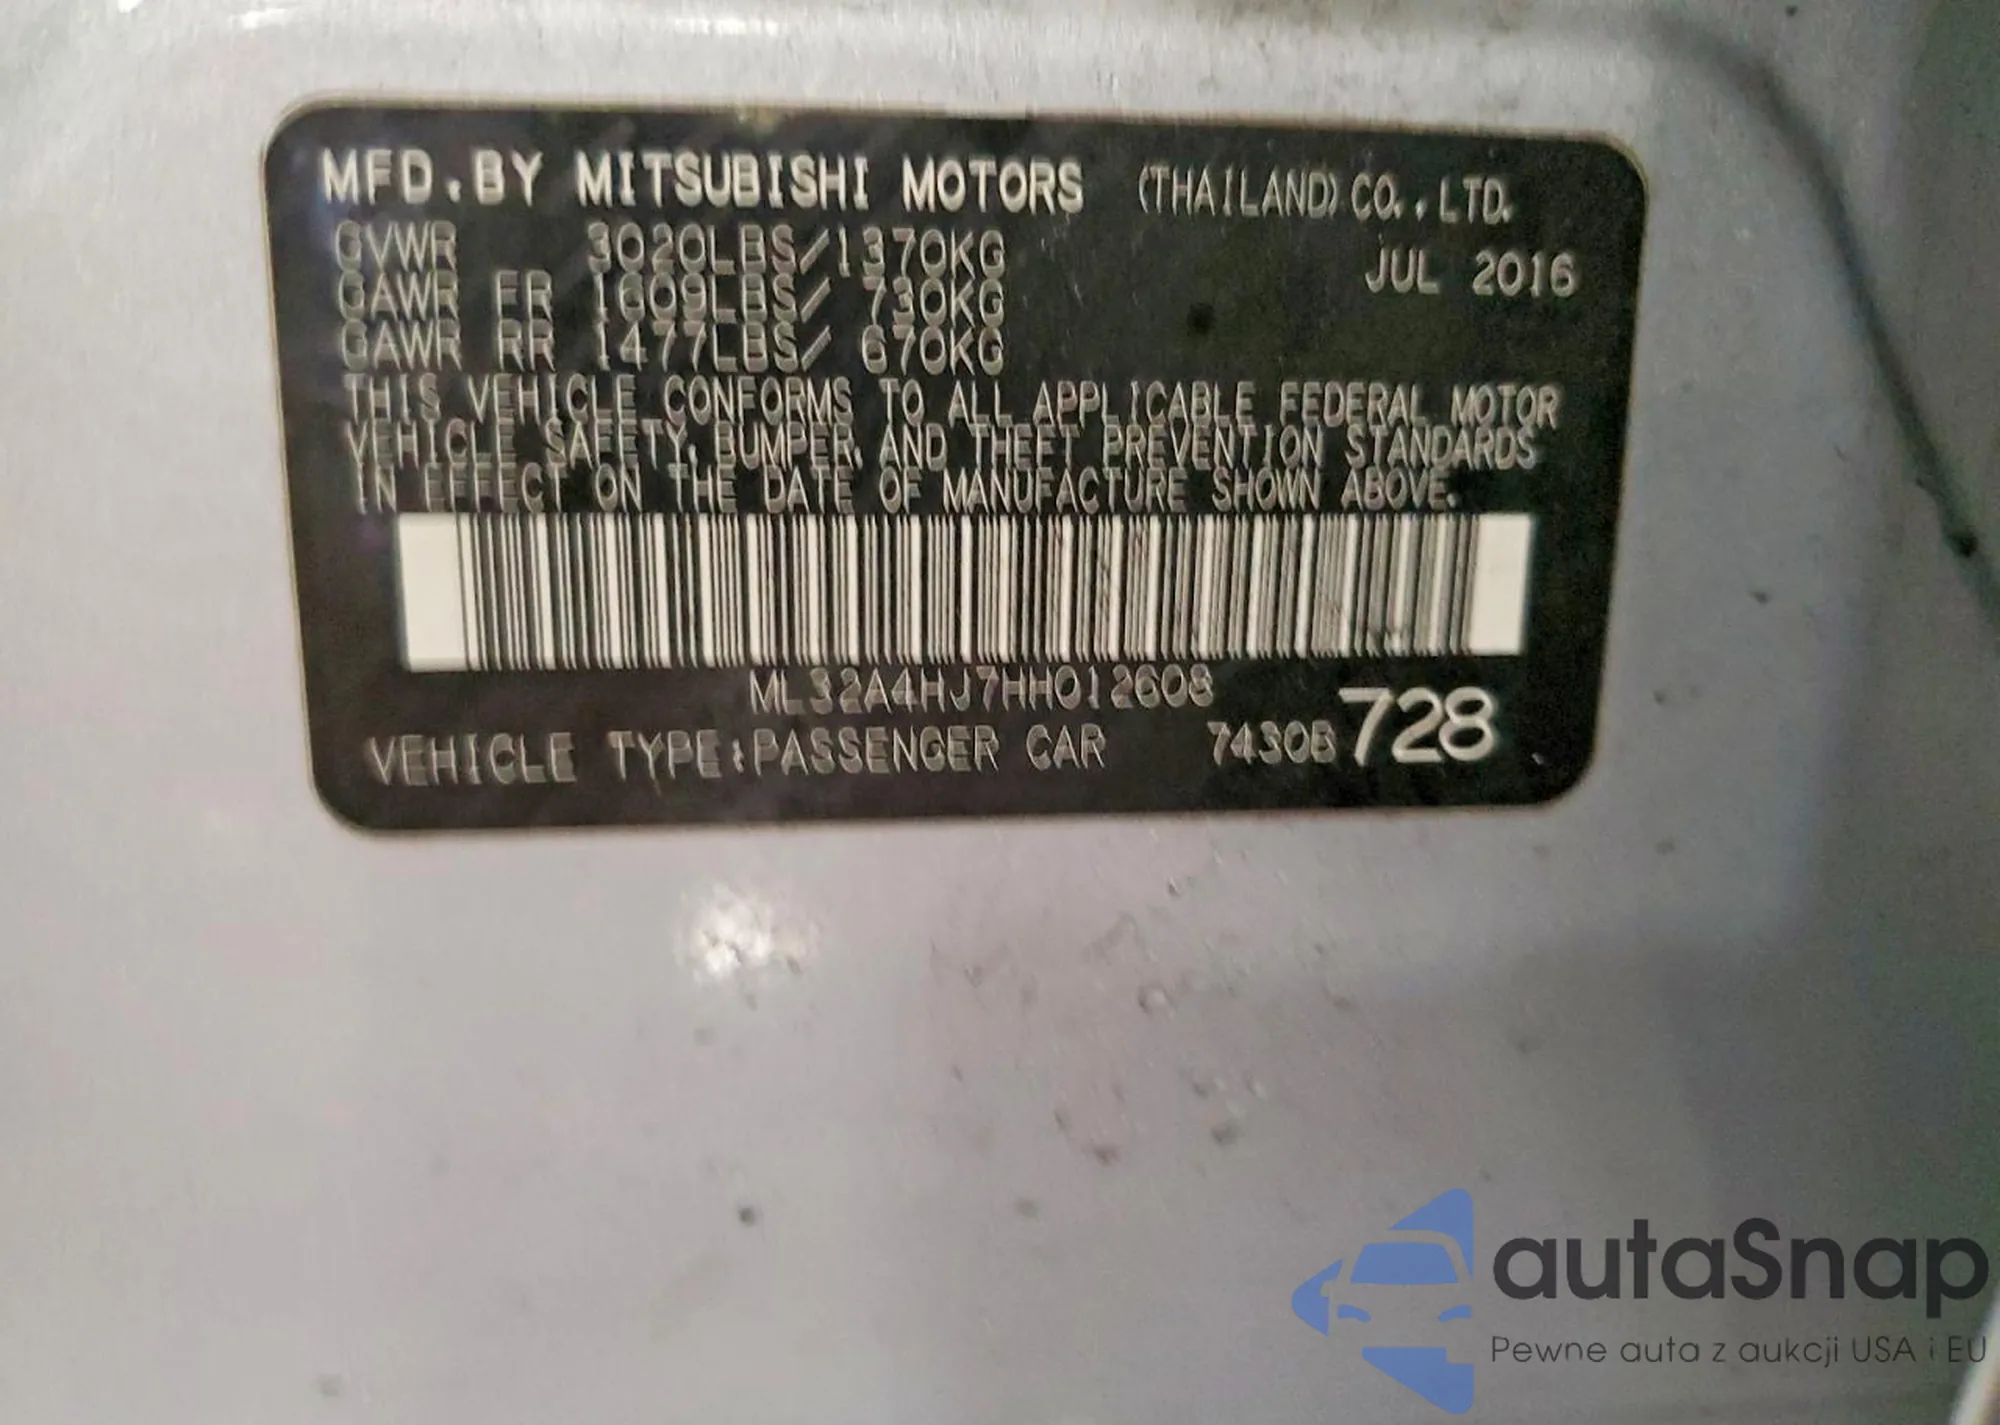 MFD.BY MITSUBISHI MOTORS (THAILAND) CO.,LTD.
GVWR 3020LBS/1370KG JUL 2016
GAWR FR 1609LBS/ 730KG
GAWR RR 1477LBS/ 670KG
THIS VEHICLE CONFORMS TO ALL APPLICABLE FEDERAL MOTOR
VEHICLE SAFETY, BUMPER, AND THEFT PREVENTION STANDARDS
IN EFFECT ON THE DATE OF MANUFACTURE SHOWN ABOVE.
ML32A4HJ7HH012608
VEHICLE TYPE:PASSENGER CAR 7430B 728
autaSnap
Pewne auta z aukcji USA i EU